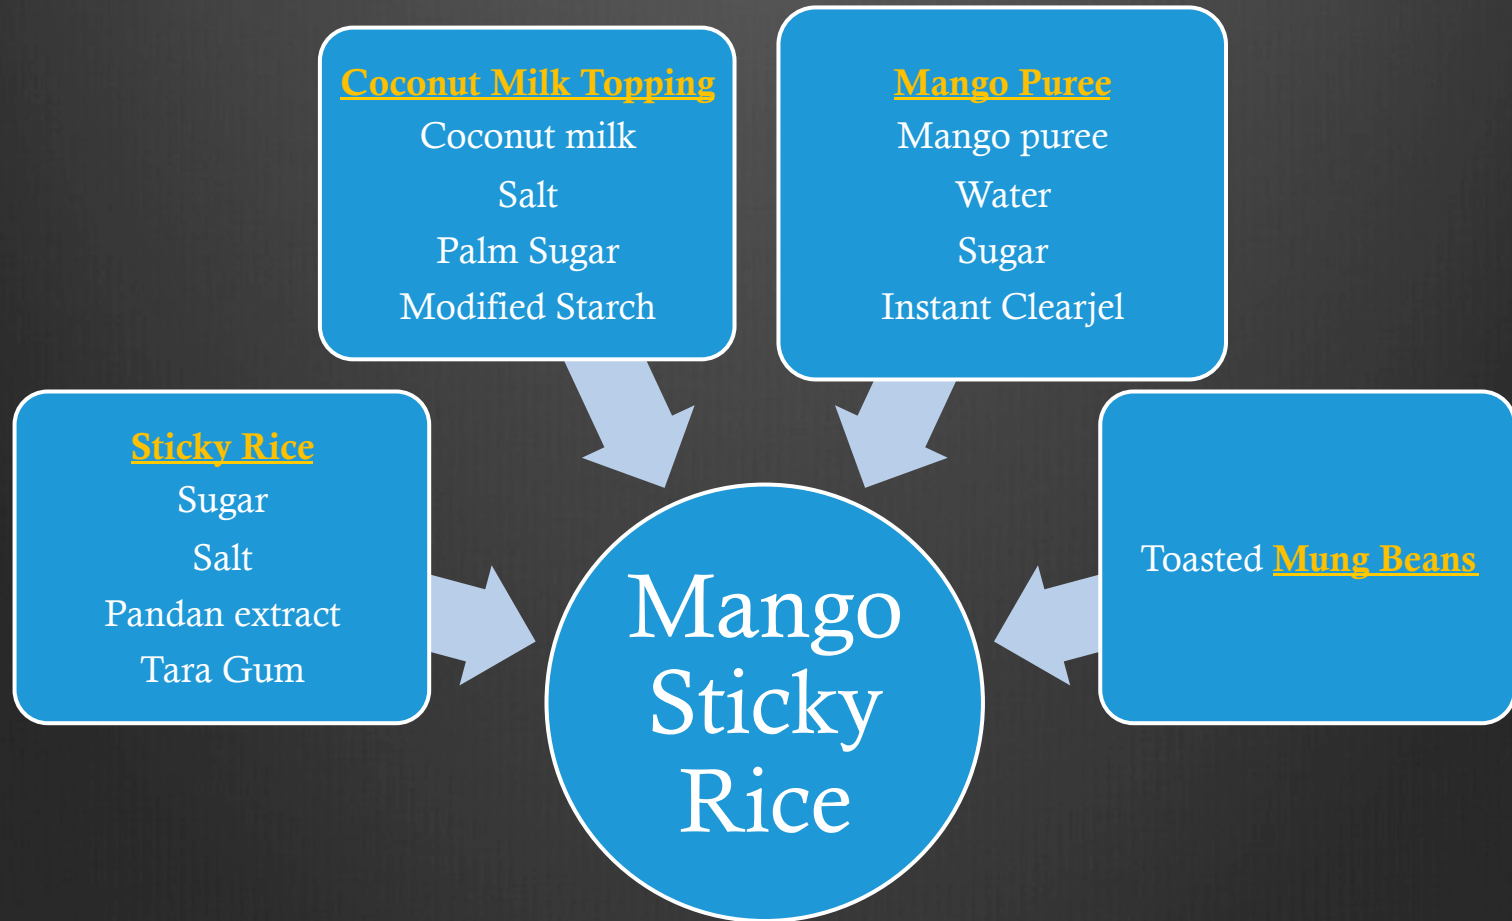 Coconut Milk Topping
Coconut milk
Salt
Palm Sugar
Modified Starch
Mango Puree
Mango puree
Water
Sugar
Instant Clearjel
Sticky Rice
Sugar
Salt
Pandan extract
Tara Gum
Toasted Mung Beans
Mango
Sticky
Rice